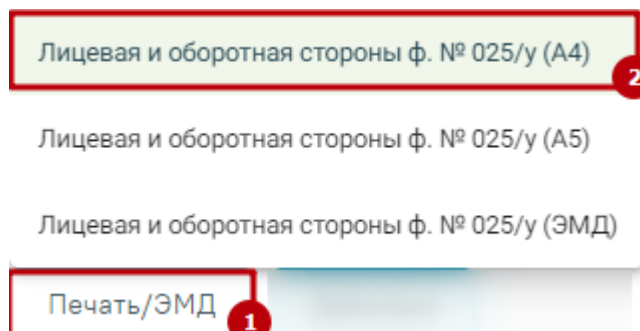 Лицевая и оборотная стороны ф. № 025/у (А4)
2
Лицевая и оборотная стороны ф. № 025/у (А5)
Лицевая и оборотная стороны ф. № 025/у (ЭМД)
Печать/ЭМД
1